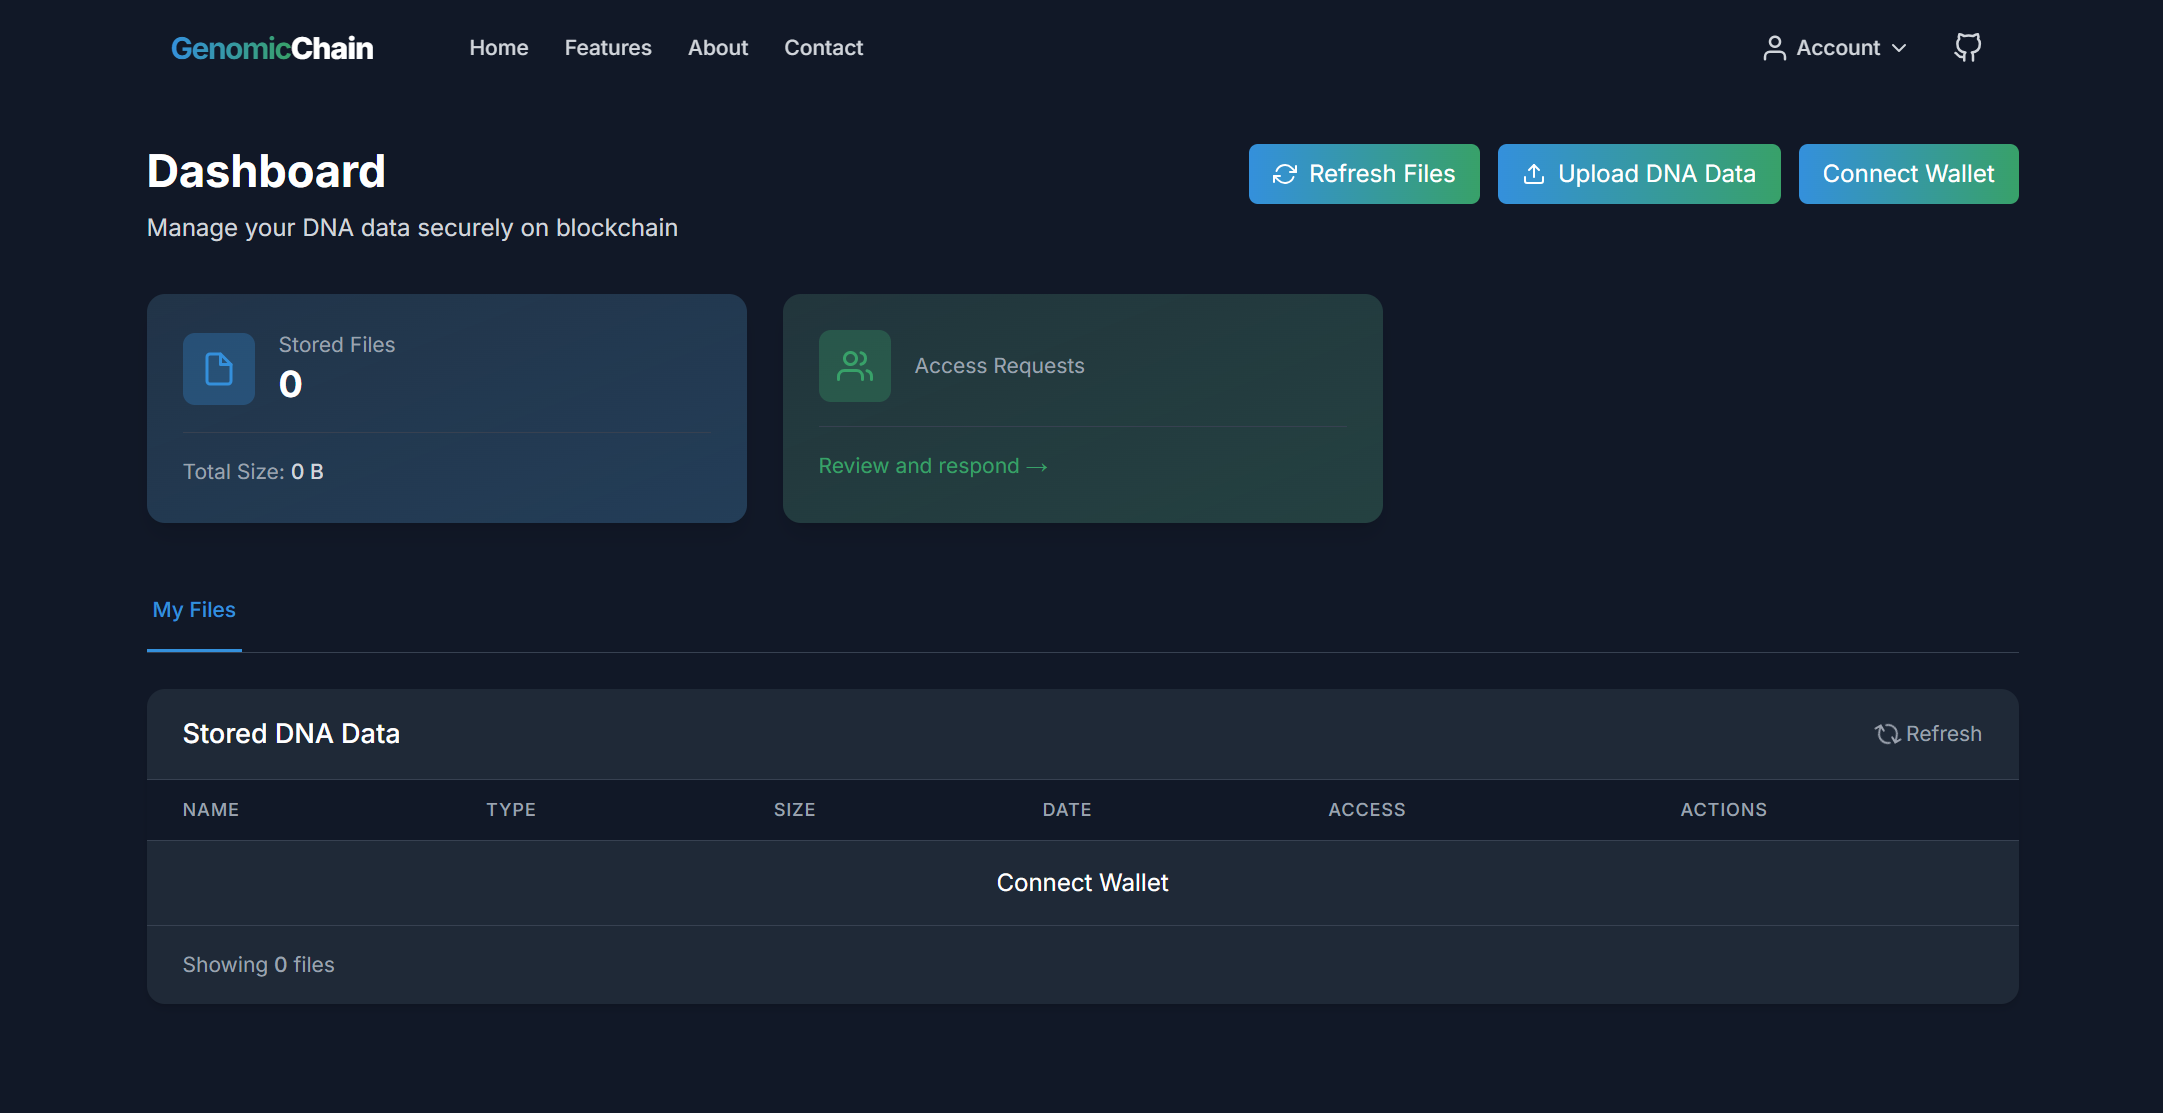 GenomicChain
Home Features About Contact
Account
Dashboard
Manage your DNA data securely on blockchain
Refresh Files
Upload DNA Data
Connect Wallet
Stored Files
0
Total Size: 0 B
Access Requests
Review and respond →
My Files
Stored DNA Data
Refresh
NAME TYPE SIZE DATE ACCESS ACTIONS
Connect Wallet
Showing 0 files